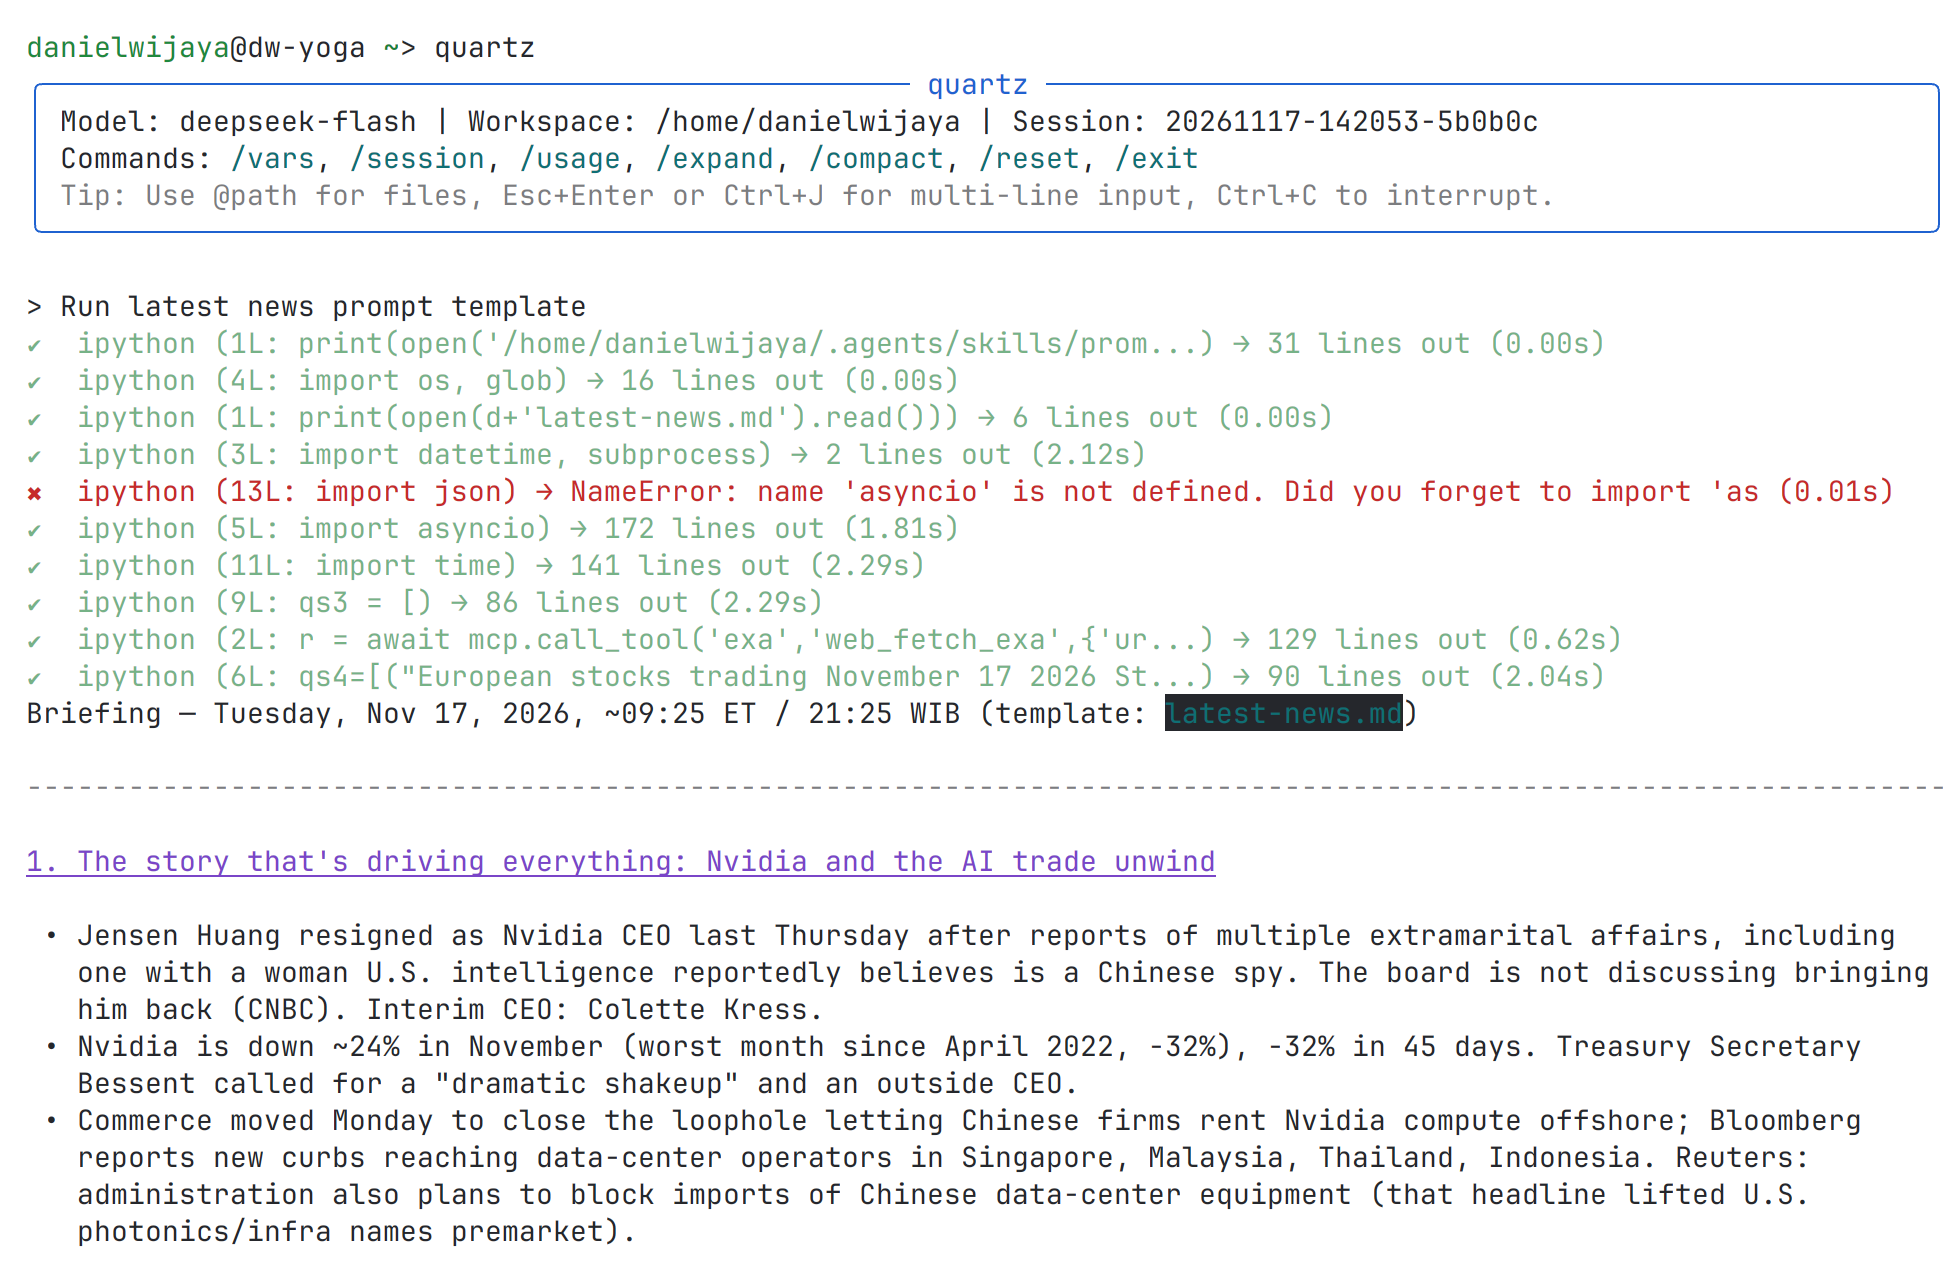 danielwijaya@dw-yoga ~> quartz
quartz
Model: deepseek-flash | Workspace: /home/danielwijaya | Session: 20261117-142053-5b0b0c
Commands: /vars, /session, /usage, /expand, /compact, /reset, /exit
Tip: Use @path for files, Esc+Enter or Ctrl+J for multi-line input, Ctrl+C to interrupt.
> Run latest news prompt template
✔ ipython (1L: print(open('/home/danielwijaya/.agents/skills/prom...) → 31 lines out (0.00s)
✔ ipython (4L: import os, glob) → 16 lines out (0.00s)
✔ ipython (1L: print(open(d+'latest-news.md').read())) → 6 lines out (0.00s)
✔ ipython (3L: import datetime, subprocess) → 2 lines out (2.12s)
✖ ipython (13L: import json) → NameError: name 'asyncio' is not defined. Did you forget to import 'as (0.01s)
✔ ipython (5L: import asyncio) → 172 lines out (1.81s)
✔ ipython (11L: import time) → 141 lines out (2.29s)
✔ ipython (9L: qs3 = [) → 86 lines out (2.29s)
✔ ipython (2L: r = await mcp.call_tool('exa','web_fetch_exa',{'ur...) → 129 lines out (0.62s)
✔ ipython (6L: qs4=[("European stocks trading November 17 2026 St...) → 90 lines out (2.04s)
Briefing — Tuesday, Nov 17, 2026, ~09:25 ET / 21:25 WIB (template: latest-news.md)
1. The story that's driving everything: Nvidia and the AI trade unwind
• Jensen Huang resigned as Nvidia CEO last Thursday after reports of multiple extramarital affairs, including
one with a woman U.S. intelligence reportedly believes is a Chinese spy. The board is not discussing bringing
him back (CNBC). Interim CEO: Colette Kress.
• Nvidia is down ~24% in November (worst month since April 2022, -32%), -32% in 45 days. Treasury Secretary
Bessent called for a "dramatic shakeup" and an outside CEO.
• Commerce moved Monday to close the loophole letting Chinese firms rent Nvidia compute offshore; Bloomberg
reports new curbs reaching data-center operators in Singapore, Malaysia, Thailand, Indonesia. Reuters:
administration also plans to block imports of Chinese data-center equipment (that headline lifted U.S.
photonics/infra names premarket).